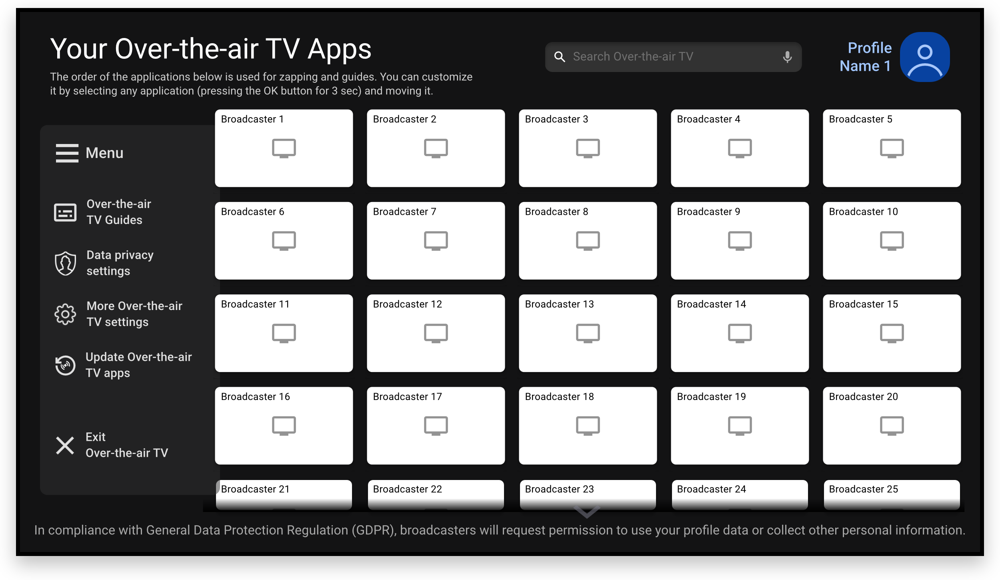 Your Over-the-air TV Apps
The order of the applications below is used for zapping and guides. You can customize
it by selecting any application (pressing the OK button for 3 sec) and moving it.
Search Over-the-air TV
Profile
Name 1
Menu
Over-the-air
TV Guides
Data privacy
settings
More Over-the-air
TV settings
Update Over-the-air
TV apps
Exit
Over-the-air TV
Broadcaster 1
Broadcaster 2
Broadcaster 3
Broadcaster 4
Broadcaster 5
Broadcaster 6
Broadcaster 7
Broadcaster 8
Broadcaster 9
Broadcaster 10
Broadcaster 11
Broadcaster 12
Broadcaster 13
Broadcaster 14
Broadcaster 15
Broadcaster 16
Broadcaster 17
Broadcaster 18
Broadcaster 19
Broadcaster 20
Broadcaster 21
Broadcaster 22
Broadcaster 23
Broadcaster 24
Broadcaster 25
In compliance with General Data Protection Regulation (GDPR), broadcasters will request permission to use your profile data or collect other personal information.